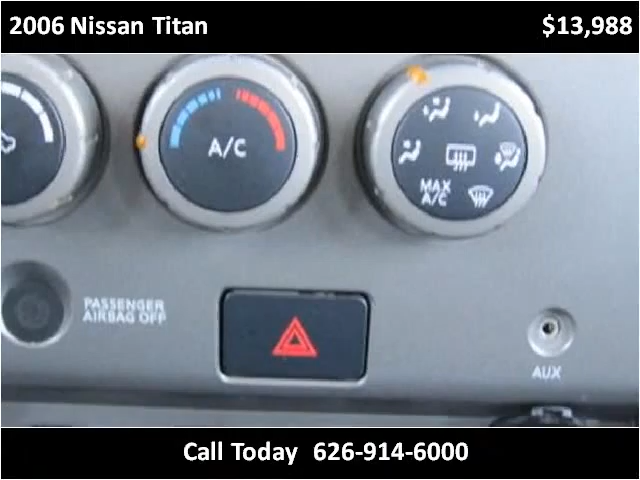 2006 Nissan Titan
$13,988
A/C
MAX
A/C
PASSENGER
AIRBAG OFF
AUX
Call Today 626-914-6000